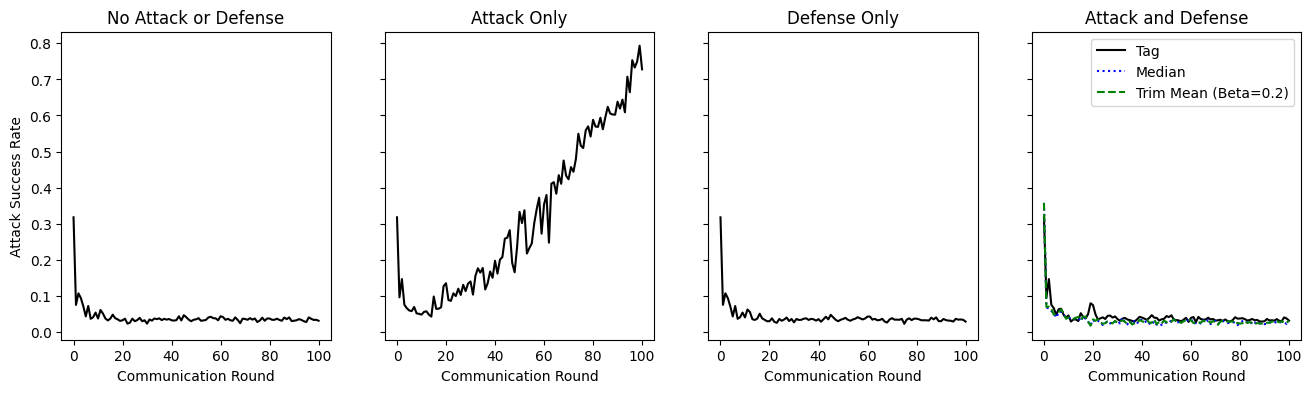 No Attack or Defense
Attack Only
Defense Only
Attack and Defense
Attack Success Rate
0.8
0.7
0.6
0.5
0.4
0.3
0.2
0.1
0.0
Tag
Median
Trim Mean (Beta=0.2)
0 20 40 60 80 100
0 20 40 60 80 100
0 20 40 60 80 100
0 20 40 60 80 100
Communication Round
Communication Round
Communication Round
Communication Round